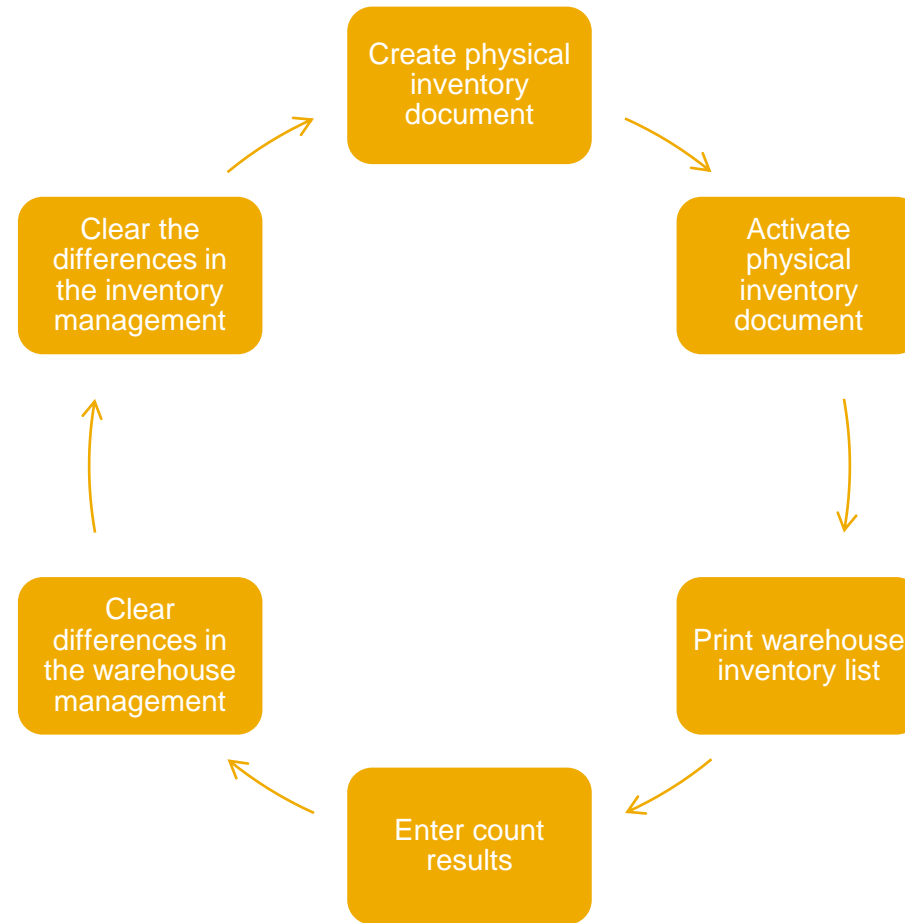 Create physical
inventory
document
Activate
physical
inventory
document
Print warehouse
inventory list
Enter count
results
Clear
differences in
the warehouse
management
Clear the
differences in
the inventory
management